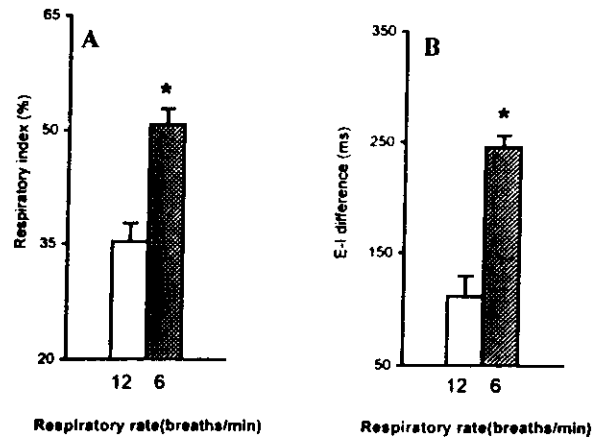 A
Respiratory index (%)
65
50
35
20
*
12 6
Respiratory rate(breaths/min)
B
E-I difference (ms)
350
250
150
50
*
12 6
Respiratory rate(breaths/min)